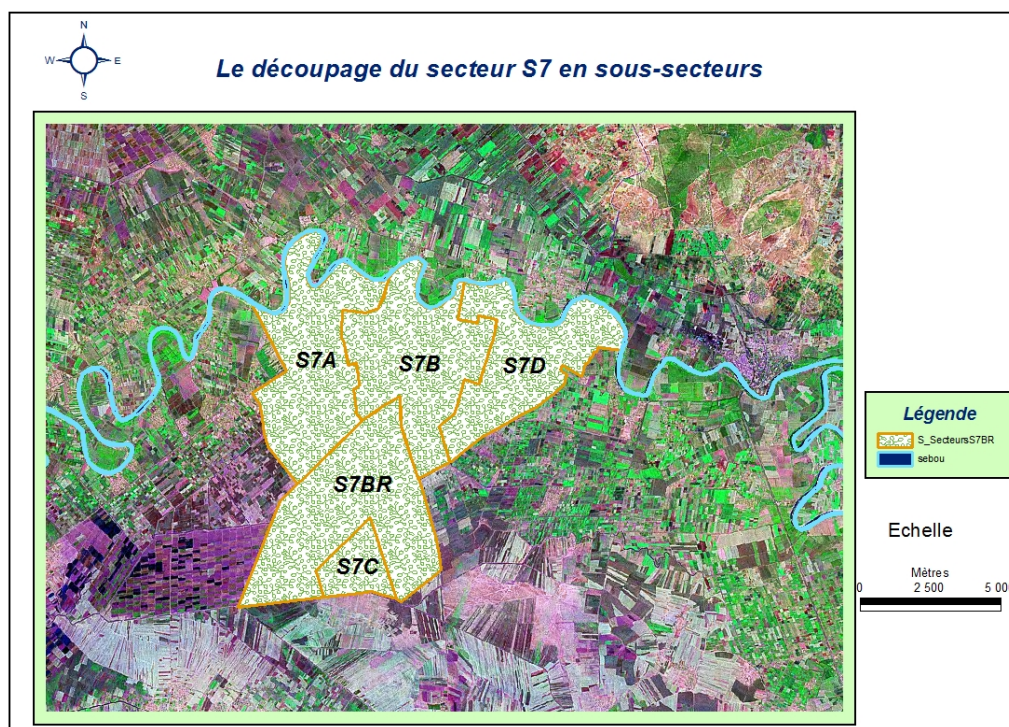 N
W E
S
Le découpage du secteur S7 en sous-secteurs
S7A
S7B
S7D
S7BR
S7C
Légende
S_SecteursS7BR
sebou
Echelle
Mètres
0 2 500 5 00